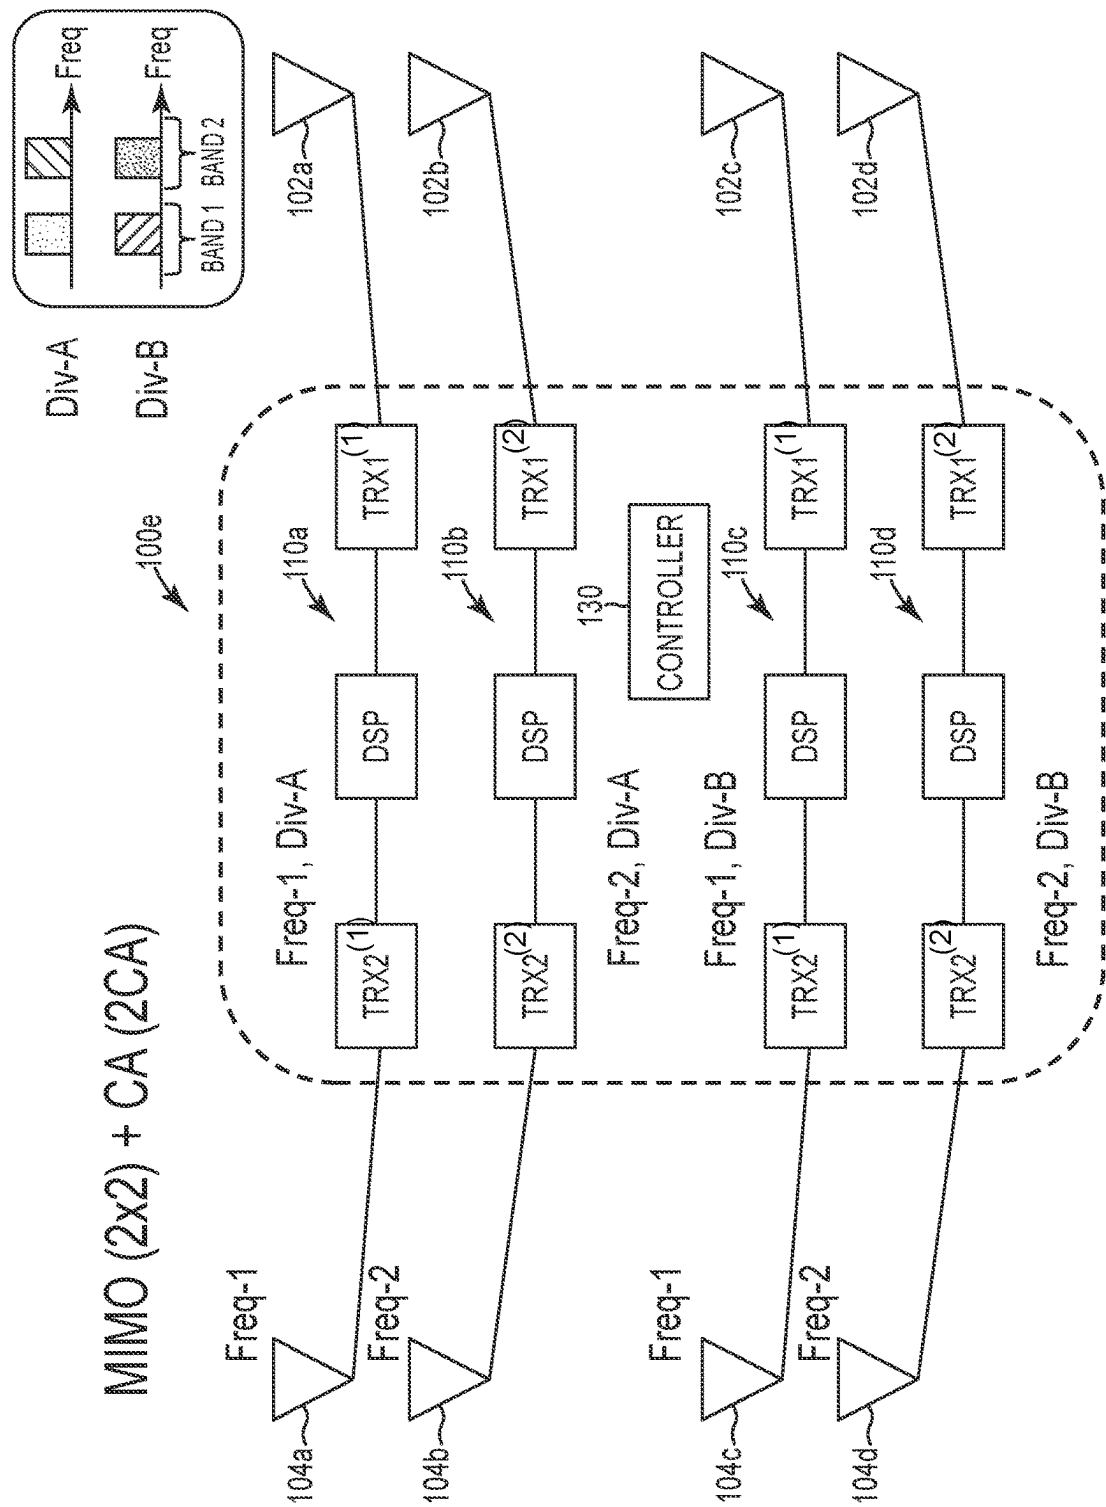 MIMO (2x2) + CA (2CA)
100e
Div-A
Freq
Div-B
Freq
BAND 1 BAND 2
Freq-1
104a
TRX2(1)
Freq-1, Div-A
DSP
110a
TRX1(1)
102a
Freq-2
104b
TRX2(2)
DSP
110b
TRX1(2)
102b
Freq-2, Div-A
130
CONTROLLER
Freq-1
104c
Freq-1, Div-B
TRX2(1)
DSP
110c
TRX1(1)
102c
Freq-2
104d
TRX2(2)
DSP
110d
TRX1(2)
102d
Freq-2, Div-B